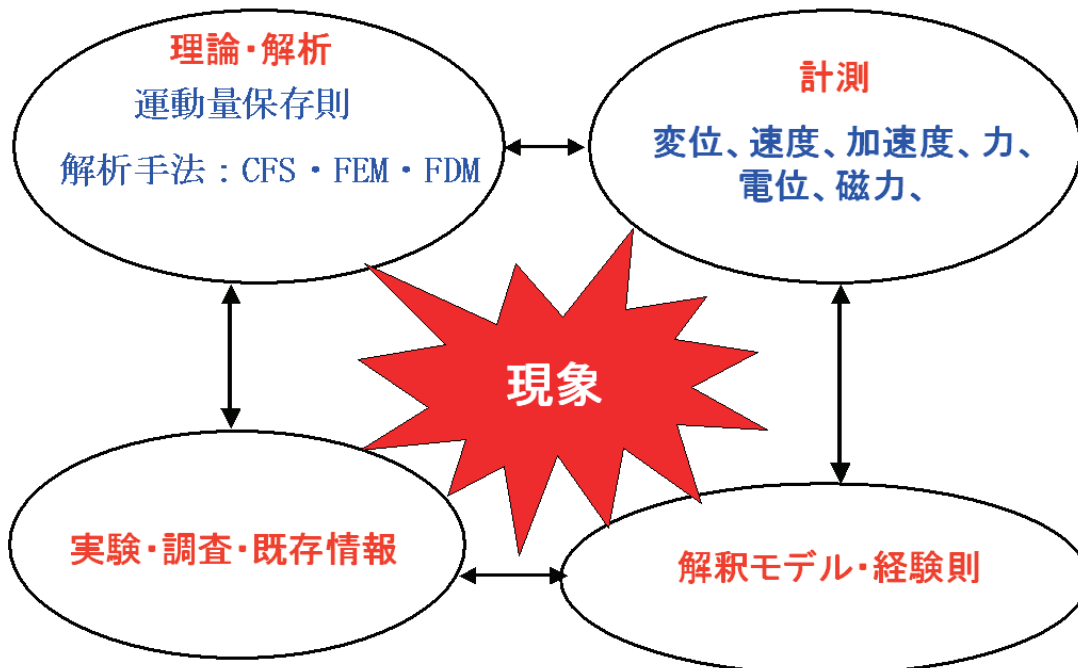 理論・解析
運動量保存則
解析手法：CFS・FEM・FDM
計測
変位、速度、加速度、力、
電位、磁力、
現象
実験・調査・既存情報
解釈モデル・経験則